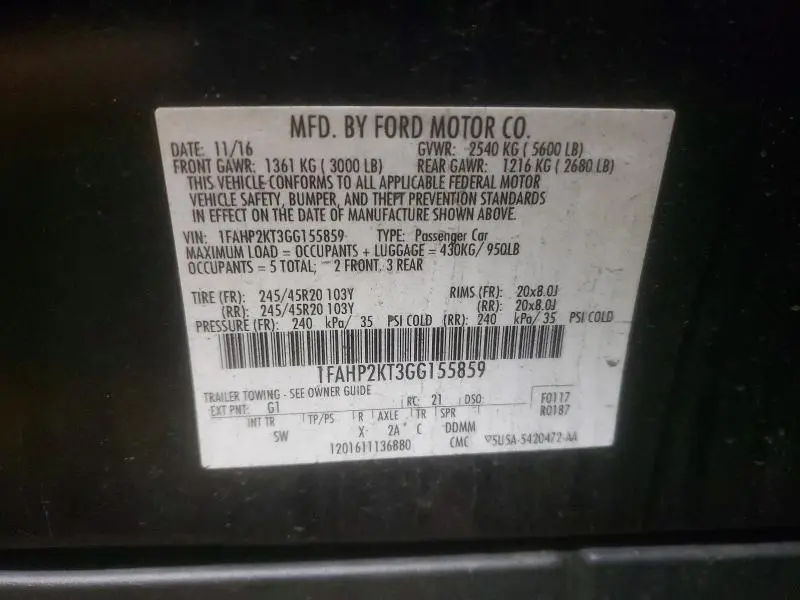 MFD. BY FORD MOTOR CO.
DATE: 11/16 GVWR: 2540 KG ( 5600 LB)
FRONT GAWR: 1361 KG ( 3000 LB) REAR GAWR: 1216 KG ( 2680 LB)
THIS VEHICLE CONFORMS TO ALL APPLICABLE FEDERAL MOTOR
VEHICLE SAFETY, BUMPER, AND THEFT PREVENTION STANDARDS
IN EFFECT ON THE DATE OF MANUFACTURE SHOWN ABOVE.
VIN: 1FAHP2KT3GG155859 TYPE: Passenger Car
MAXIMUM LOAD = OCCUPANTS + LUGGAGE = 430KG/ 950LB
OCCUPANTS = 5 TOTAL; 2 FRONT, 3 REAR
TIRE (FR): 245/45R20 103Y RIMS (FR): 20x8.0J
(RR): 245/45R20 103Y (RR): 20x8.0J
PRESSURE (FR): 240 kPa/ 35 PSI COLD (RR): 240 kPa/ 35 PSI COLD
1FAHP2KT3GG155859
TRAILER TOWING - SEE OWNER GUIDE
EXT PNT: G1 RC: 21 DSO: F0117
R0187
INT TR TP/PS R AXLE TR SPR
SW X 2A C DDMM
1201611136880 CMC ▽5U5A-5420472-AA